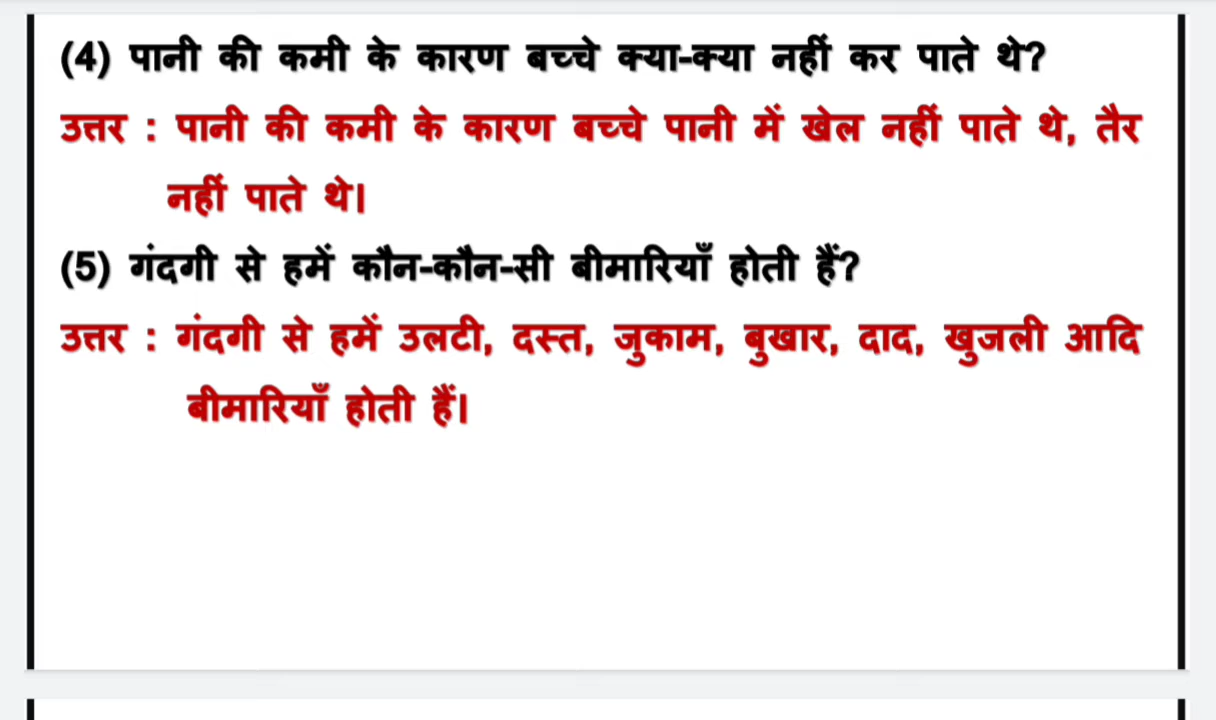 (4) पानी की कमी के कारण बच्चे क्या-क्या नहीं कर पाते थे?
उत्तर : पानी की कमी के कारण बच्चे पानी में खेल नहीं पाते थे, तैर
नहीं पाते थे।
(5) गंदगी से हमें कौन-कौन-सी बीमारियाँ होती हैं?
उत्तर : गंदगी से हमें उलटी, दस्त, जुकाम, बुखार, दाद, खुजली आदि
बीमारियाँ होती हैं।